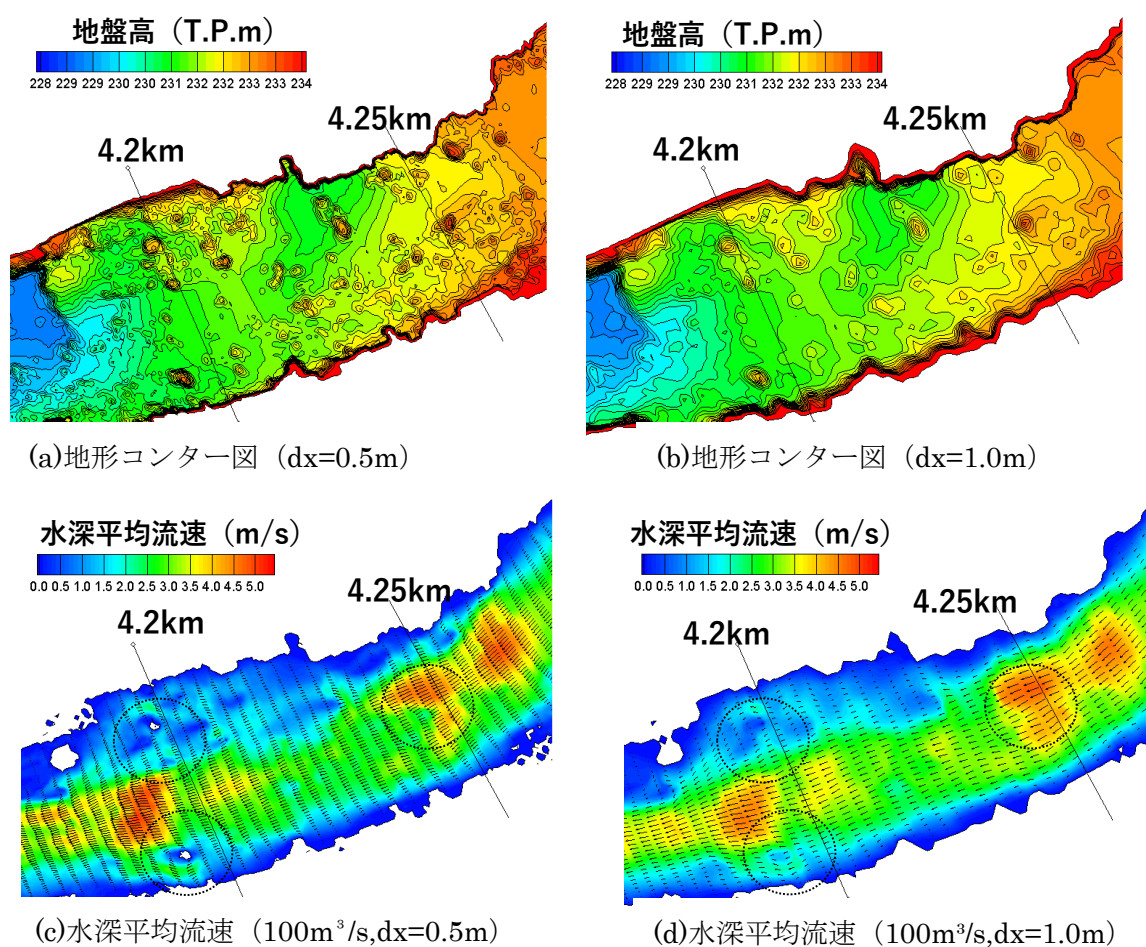 地盤高（T.P.m）
228 229 229 230 230 231 232 232 233 233 234
4.2km
4.25km
(a)地形コンター図（dx=0.5m）
地盤高（T.P.m）
228 229 229 230 230 231 232 232 233 233 234
4.2km
4.25km
(b)地形コンター図（dx=1.0m）
水深平均流速（m/s）
0.0 0.5 1.0 1.5 2.0 2.5 3.0 3.5 4.0 4.5 5.0
4.2km
4.25km
(c)水深平均流速（100m³/s,dx=0.5m）
水深平均流速（m/s）
0.0 0.5 1.0 1.5 2.0 2.5 3.0 3.5 4.0 4.5 5.0
4.2km
4.25km
(d)水深平均流速（100m³/s,dx=1.0m）